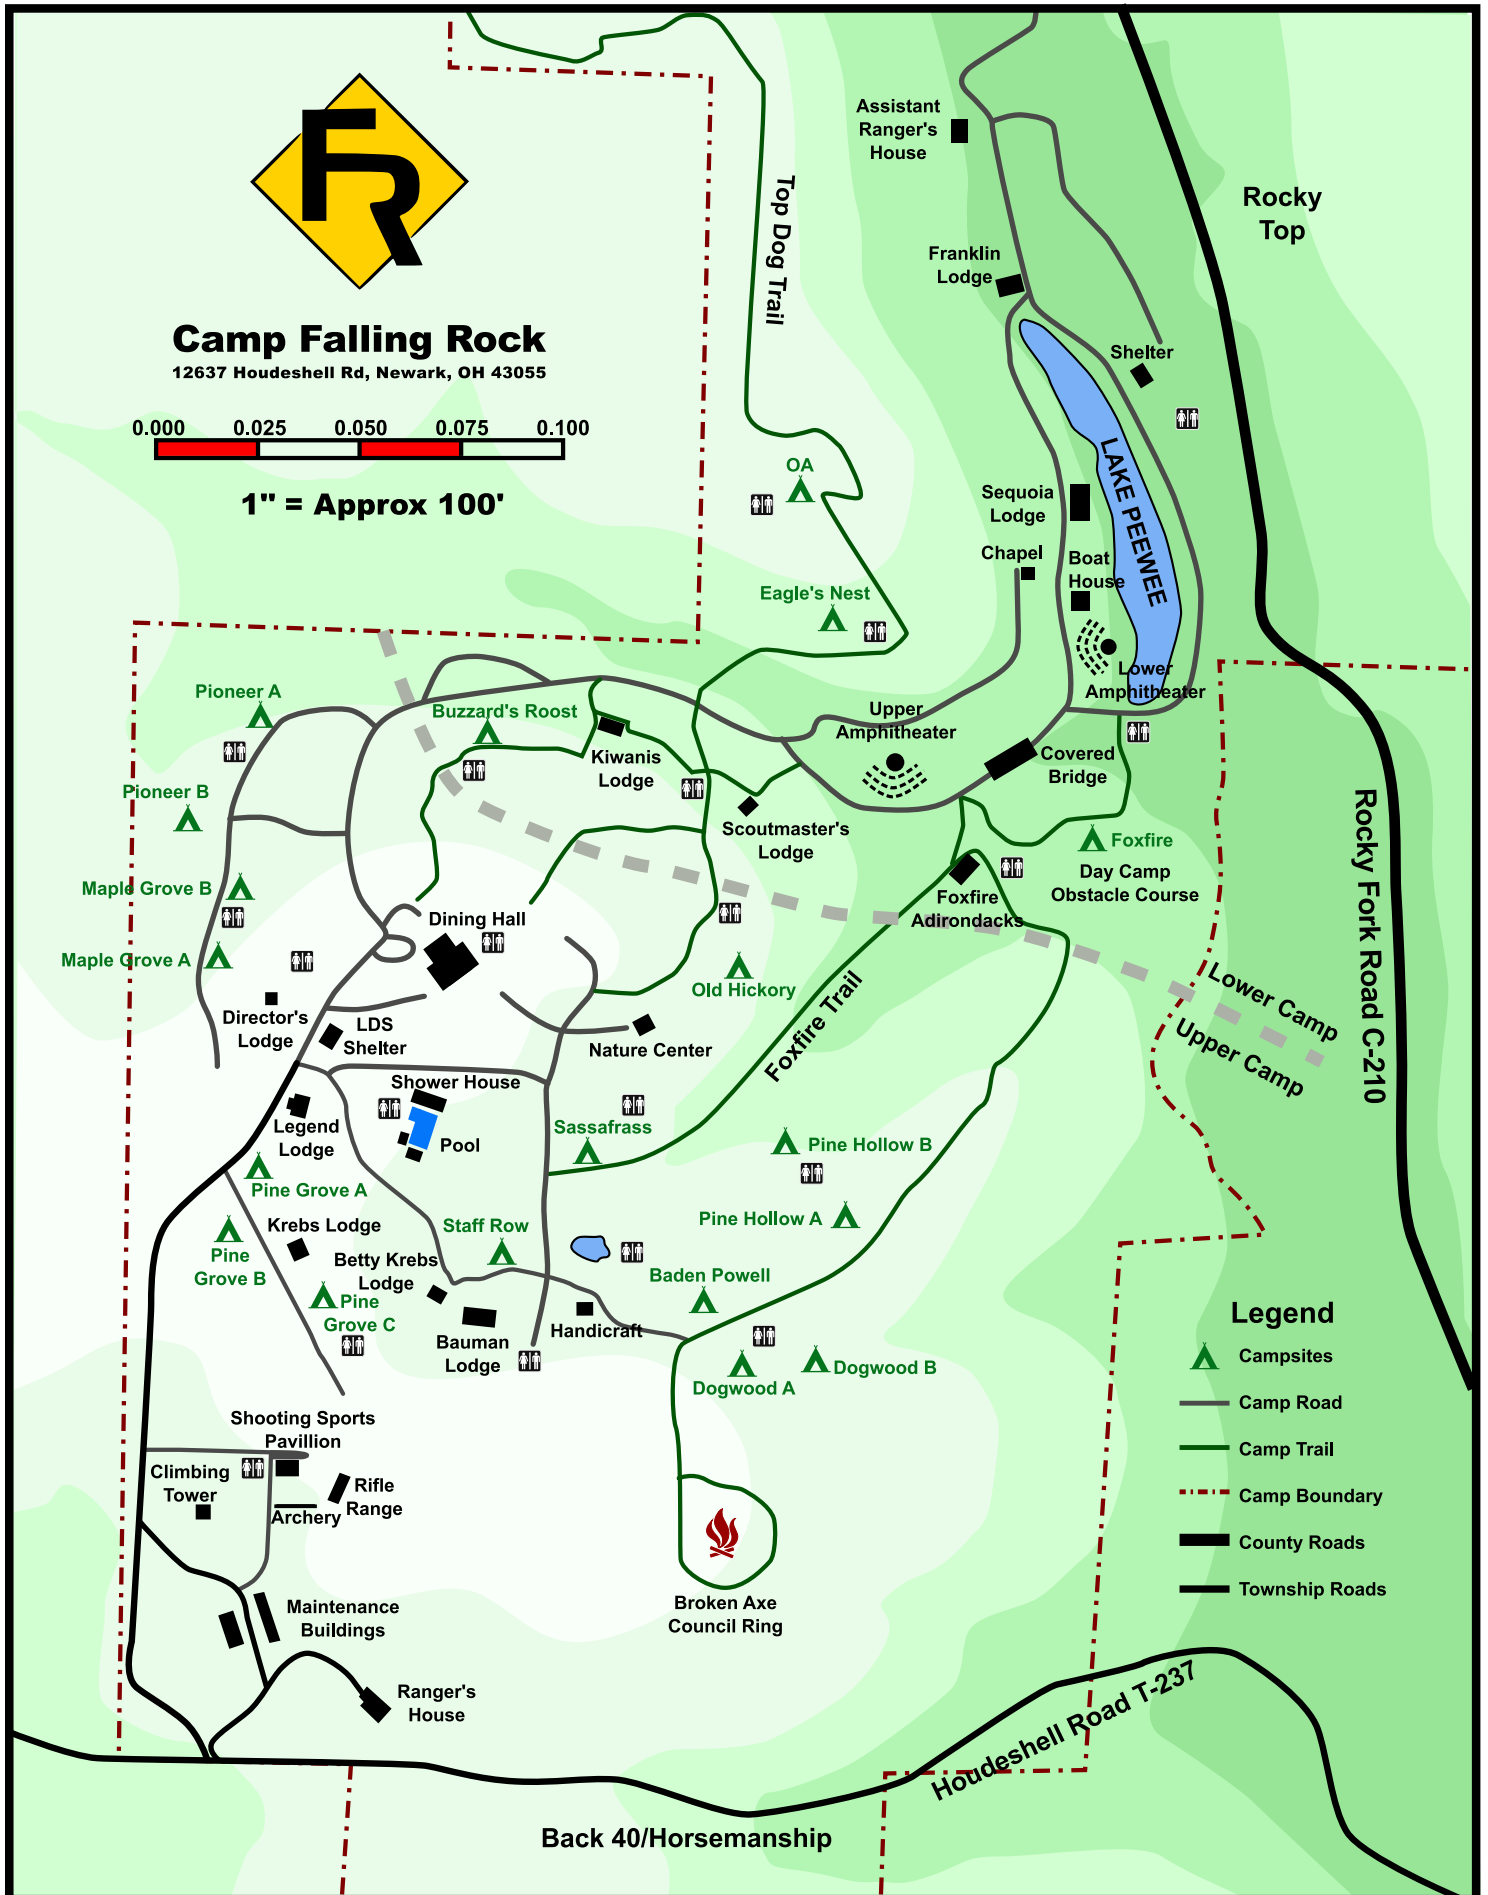 FR
Camp Falling Rock
12637 Houdeshell Rd, Newark, OH 43055
0.000 0.025 0.050 0.075 0.100
1" = Approx 100'
Top Dog Trail
Assistant
Ranger's
House
Rocky
Top
Franklin
Lodge
Shelter
LAKE PEEWEE
OA
Sequoia
Lodge
Chapel
Boat
House
Eagle's Nest
Lower
Amphitheater
Pioneer A
Buzzard's Roost
Upper
Amphitheater
Kiwanis
Lodge
Covered
Bridge
Pioneer B
Scoutmaster's
Lodge
Foxfire
Day Camp
Obstacle Course
Rocky Fork Road C-210
Maple Grove B
Foxfire
Adirondacks
Dining Hall
Maple Grove A
Old Hickory
Foxfire Trail
Lower Camp
Upper Camp
Director's
Lodge
LDS
Shelter
Nature Center
Shower House
Legend
Lodge
Pool
Sassafrass
Pine Hollow B
Pine Grove A
Pine Hollow A
Krebs Lodge
Staff Row
Pine
Grove B
Betty Krebs
Lodge
Baden Powell
Pine
Grove C
Bauman
Lodge
Handicraft
Dogwood A
Dogwood B
Legend
Campsites
Camp Road
Camp Trail
Camp Boundary
County Roads
Township Roads
Shooting Sports
Pavillion
Climbing
Tower
Rifle
Range
Archery
Maintenance
Buildings
Broken Axe
Council Ring
Ranger's
House
Houdeshell Road T-237
Back 40/Horsemanship